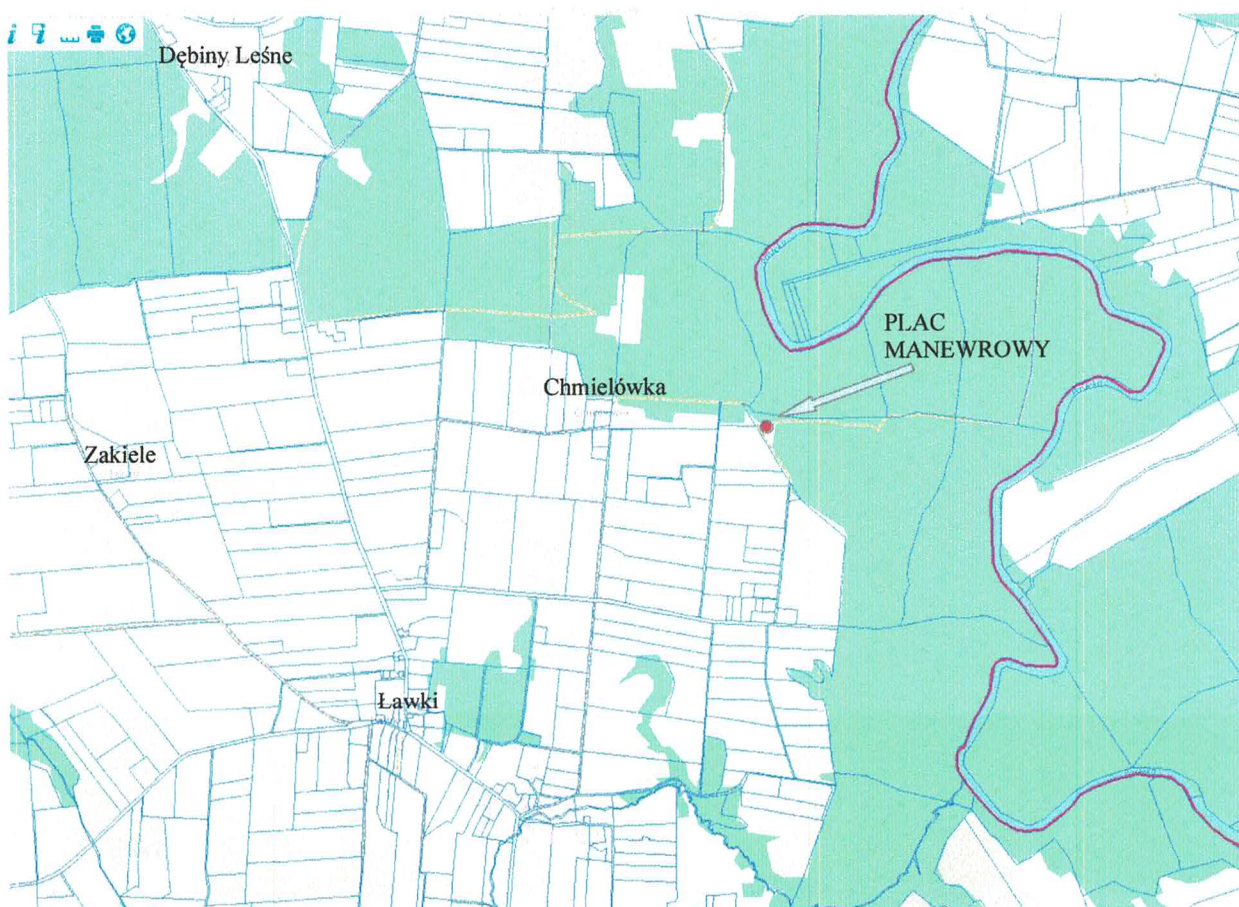 Dębiny Leśne
PLAC
MANEWROWY
Chmielówka
Zakiele
Ławki